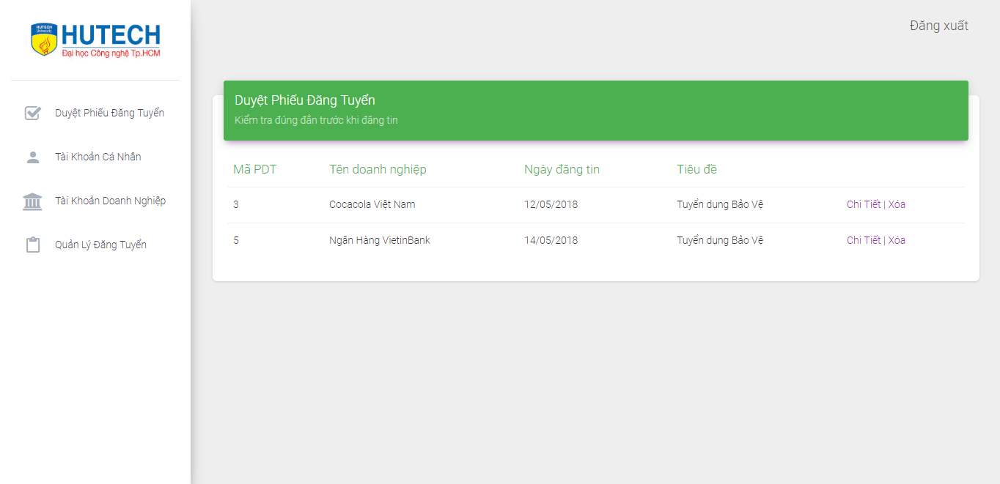 HUTECH
University
HUTECH
Đại học Công nghệ Tp.HCM
Đăng xuất
Duyệt Phiếu Đăng Tuyển
Tài Khoản Cá Nhân
Tài Khoản Doanh Nghiệp
Quản Lý Đăng Tuyển
Duyệt Phiếu Đăng Tuyển
Kiểm tra đúng đắn trước khi đăng tin
Mã PDT Tên doanh nghiệp Ngày đăng tin Tiêu đề
3 Cocacola Việt Nam 12/05/2018 Tuyển dụng Bảo Vệ Chi Tiết | Xóa
5 Ngân Hàng VietinBank 14/05/2018 Tuyển dụng Bảo Vệ Chi Tiết | Xóa